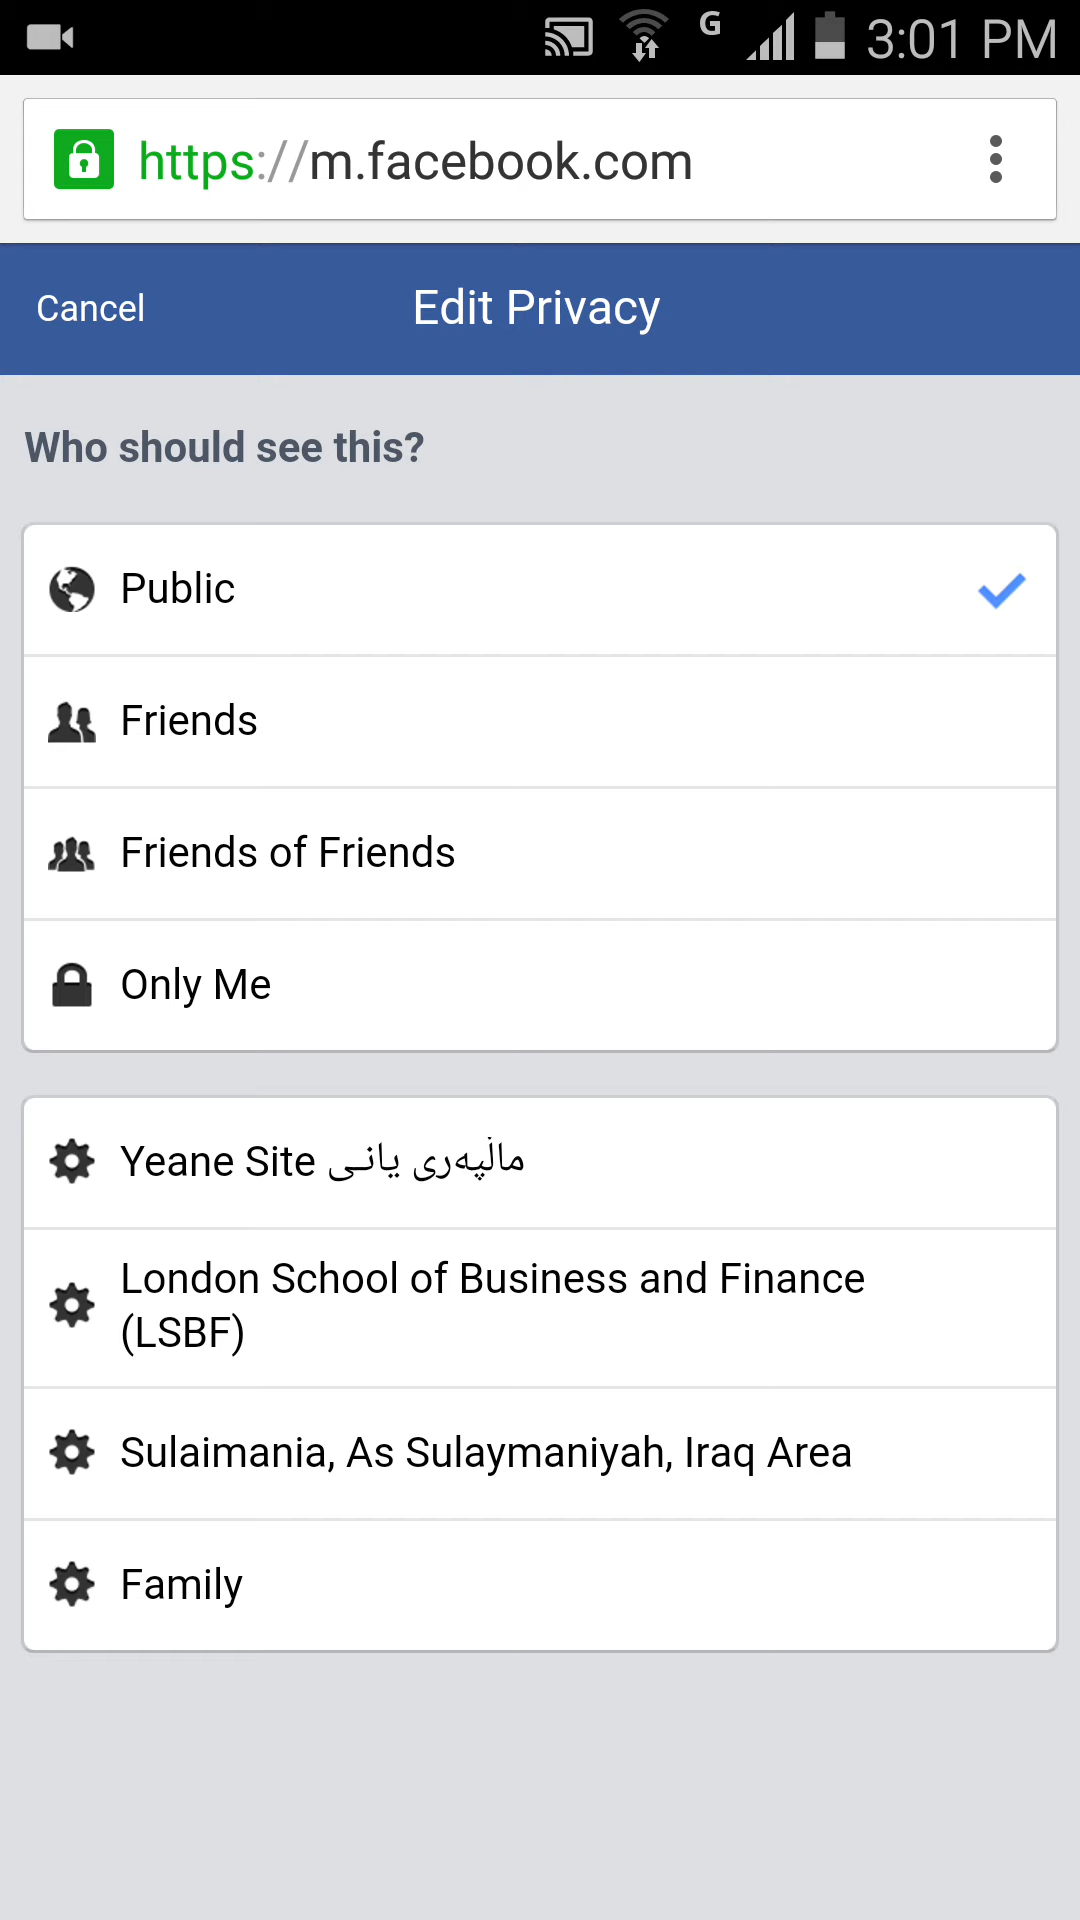 G 3:01 PM
https://m.facebook.com
Cancel
Edit Privacy
Who should see this?
Public
Friends
Friends of Friends
Only Me
Yeane Site ماڵپەری یانـی
London School of Business and Finance
(LSBF)
Sulaimania, As Sulaymaniyah, Iraq Area
Family